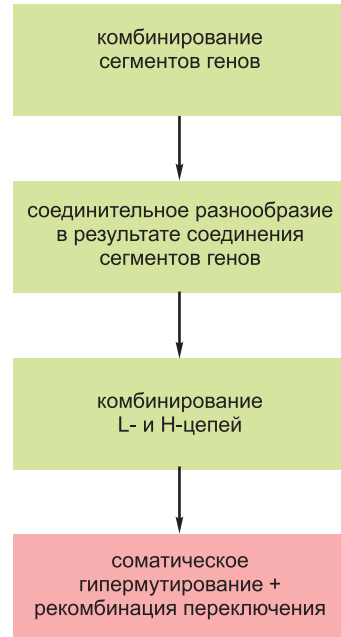 комбинирование
сегментов генов
соединительное разнообразие
в результате соединения
сегментов генов
комбинирование
L- и H-цепей
соматическое
гипермутирование +
рекомбинация переключения